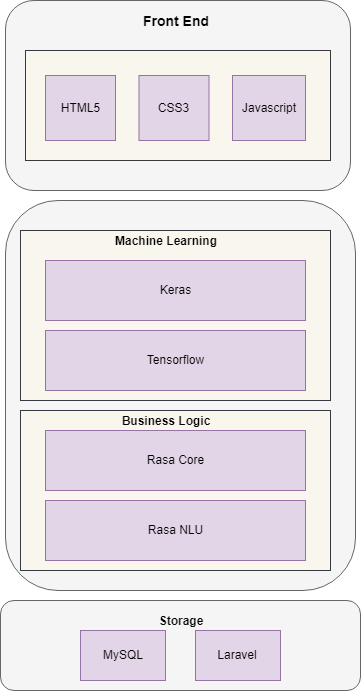 Front End
HTML5 CSS3 Javascript
Machine Learning
Keras
Tensorflow
Business Logic
Rasa Core
Rasa NLU
Storage
MySQL Laravel